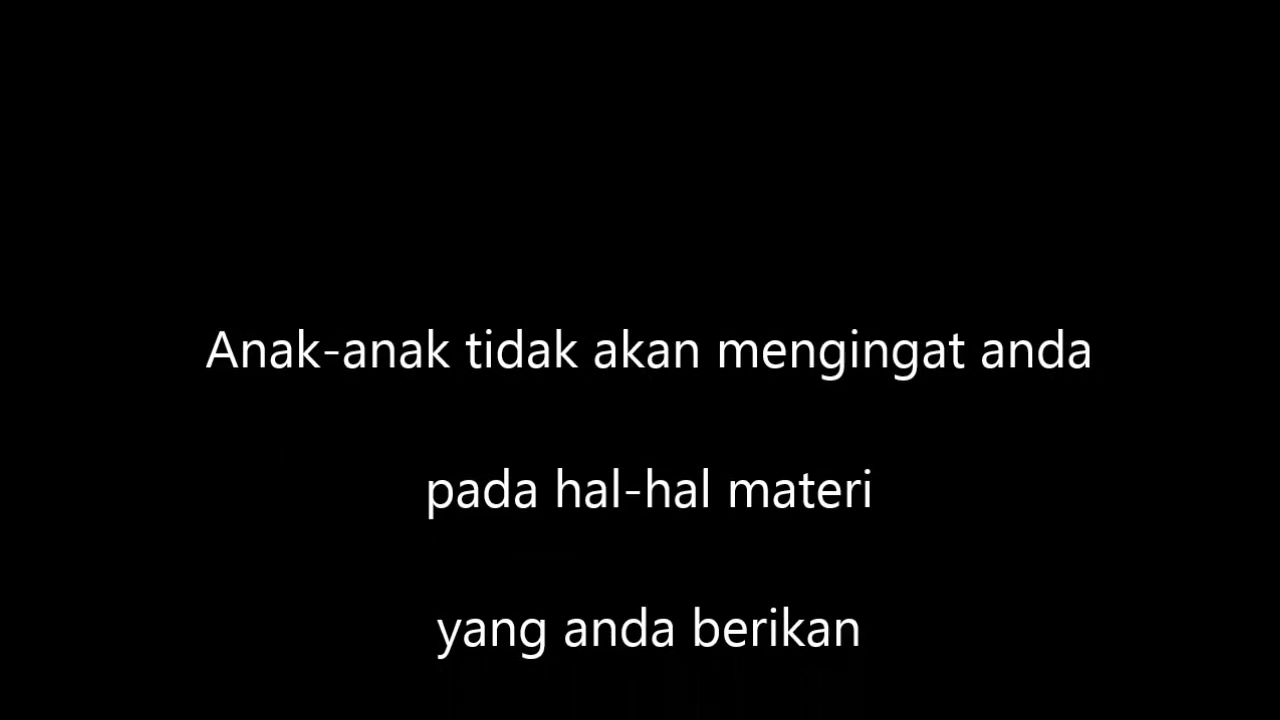 Anak-anak tidak akan mengingat anda
pada hal-hal materi
yang anda berikan